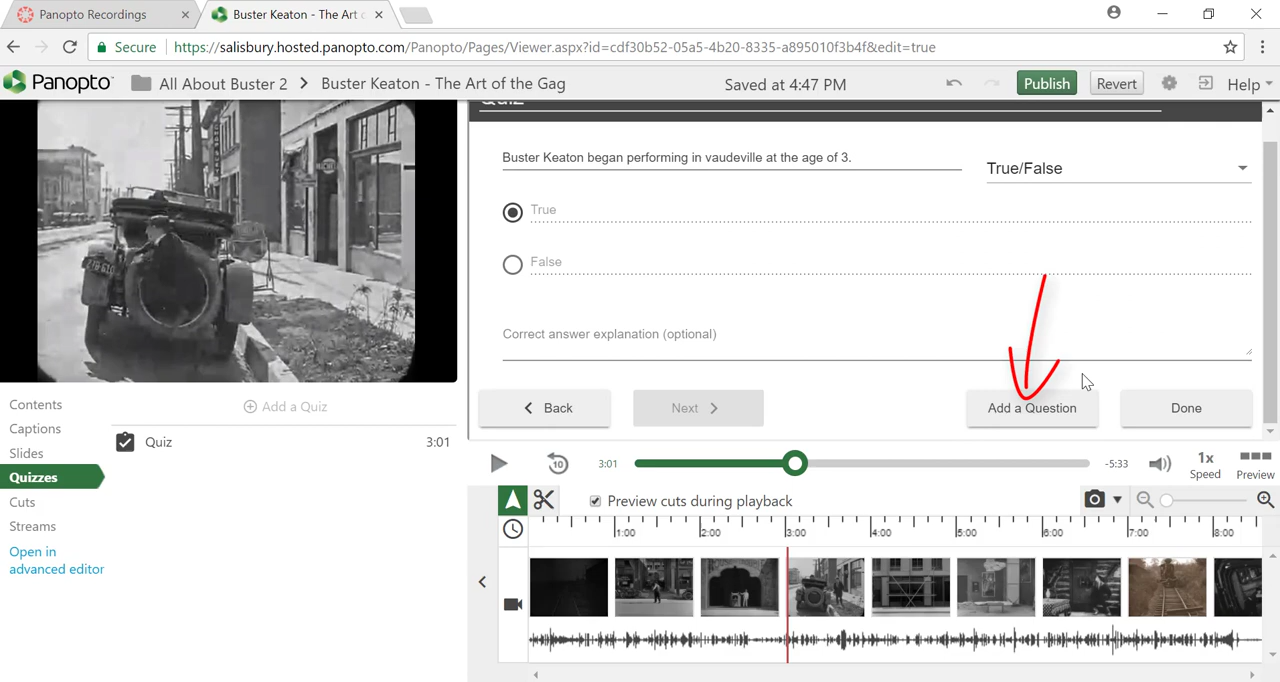 Panopto Recordings
Buster Keaton - The Art o
Secure
https://salisbury.hosted.panopto.com/Panopto/Pages/Viewer.aspx?id=cdf30b52-05a5-4b20-8335-a895010f3b4f&edit=true
Panopto
All About Buster 2
Buster Keaton - The Art of the Gag
Saved at 4:47 PM
Publish
Revert
Help
Quiz
Buster Keaton began performing in vaudeville at the age of 3.
True/False
True
False
Correct answer explanation (optional)
Back
Next
Add a Question
Done
Contents
Captions
Slides
Quizzes
Cuts
Streams
Open in
advanced editor
Add a Quiz
Quiz
3:01
10
3:01
-5:33
1x
Speed
Preview
Preview cuts during playback
1:00
2:00
3:00
4:00
5:00
6:00
7:00
8:00